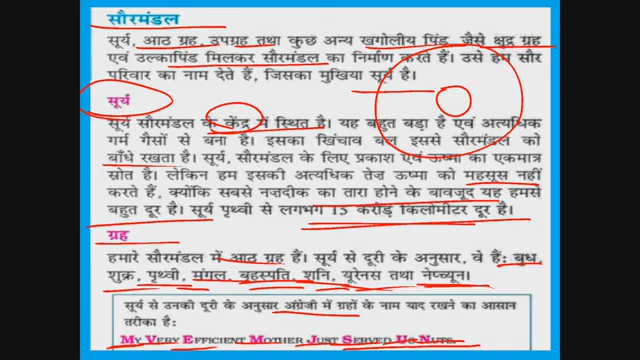 सौरमंडल
सूर्य, आठ ग्रह, उपग्रह तथा कुछ अन्य खगोलीय पिंड जैसे क्षुद्र ग्रह
एवं उल्कापिंड मिलकर सौरमंडल का निर्माण करते हैं। उसे हम सौर
परिवार का नाम देते हैं, जिसका मुखिया सूर्य है।
सूर्य
सूर्य सौरमंडल के केंद्र में स्थित है। यह बहुत बड़ा है एवं अत्यधिक
गर्म गैसों से बना है। इसका खिंचाव बल इससे सौरमंडल को
बाँधे रखता है। सूर्य, सौरमंडल के लिए प्रकाश एवं ऊष्मा का एकमात्र
स्रोत है। लेकिन हम इसकी अत्यधिक तेज़ ऊष्मा को महसूस नहीं
करते हैं, क्योंकि सबसे नज़दीक का तारा होने के बावजूद यह हमसे
बहुत दूर है। सूर्य पृथ्वी से लगभग 15 करोड़ किलोमीटर दूर है।
ग्रह
हमारे सौरमंडल में आठ ग्रह हैं। सूर्य से दूरी के अनुसार, वे हैं: बुध,
शुक्र, पृथ्वी, मंगल, बृहस्पति, शनि, यूरेनस तथा नेप्च्यून।
सूर्य से उनकी दूरी के अनुसार अंग्रेजी में ग्रहों के नाम याद रखने का आसान
तरीका है:
MY VERY EFFICIENT MOTHER JUST SERVED US NUTS.